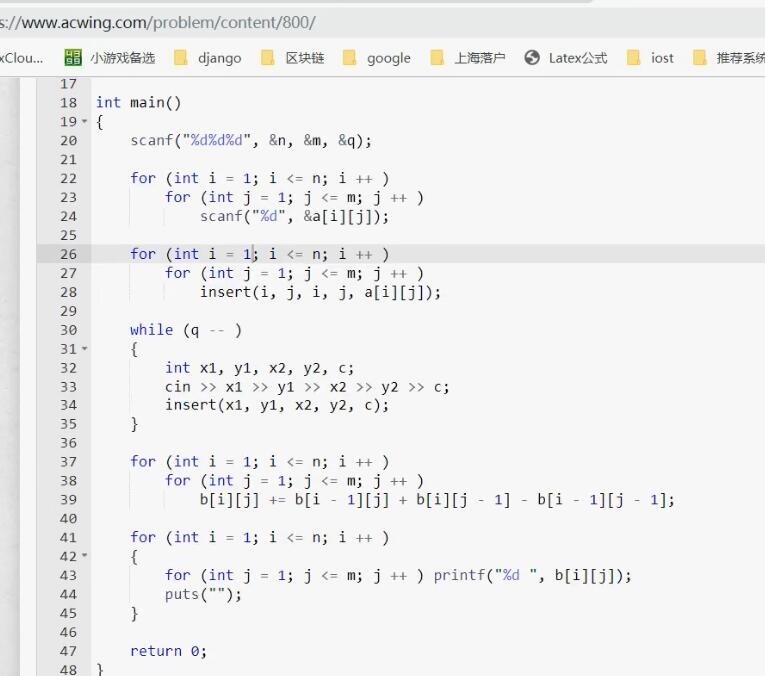 s://www.acwing.com/problem/content/800/
xClou... 小游戏备选 django 区块链 google 上海落户 Latex公式 iost 推荐系统
17
18 int main()
19 {
20     scanf("%d%d%d", &n, &m, &q);
21
22     for (int i = 1; i <= n; i ++ )
23         for (int j = 1; j <= m; j ++ )
24             scanf("%d", &a[i][j]);
25
26     for (int i = 1; i <= n; i ++ )
27         for (int j = 1; j <= m; j ++ )
28             insert(i, j, i, j, a[i][j]);
29
30     while (q -- )
31     {
32         int x1, y1, x2, y2, c;
33         cin >> x1 >> y1 >> x2 >> y2 >> c;
34         insert(x1, y1, x2, y2, c);
35     }
36
37     for (int i = 1; i <= n; i ++ )
38         for (int j = 1; j <= m; j ++ )
39             b[i][j] += b[i - 1][j] + b[i][j - 1] - b[i - 1][j - 1];
40
41     for (int i = 1; i <= n; i ++ )
42     {
43         for (int j = 1; j <= m; j ++ ) printf("%d ", b[i][j]);
44         puts("");
45     }
46
47     return 0;
48 }